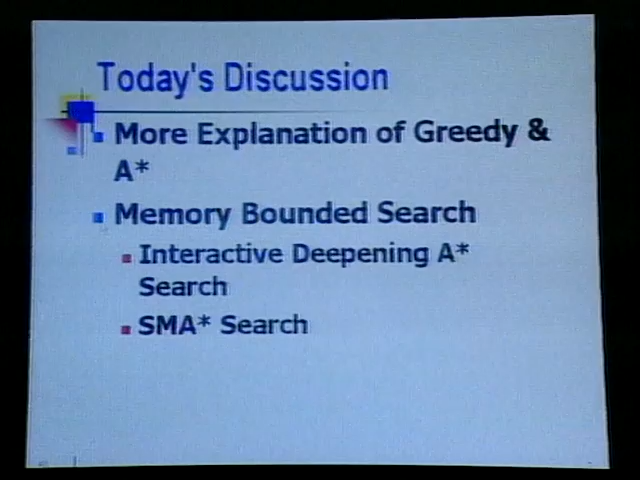 Today's Discussion
More Explanation of Greedy &
A*
Memory Bounded Search
Interactive Deepening A*
Search
SMA* Search